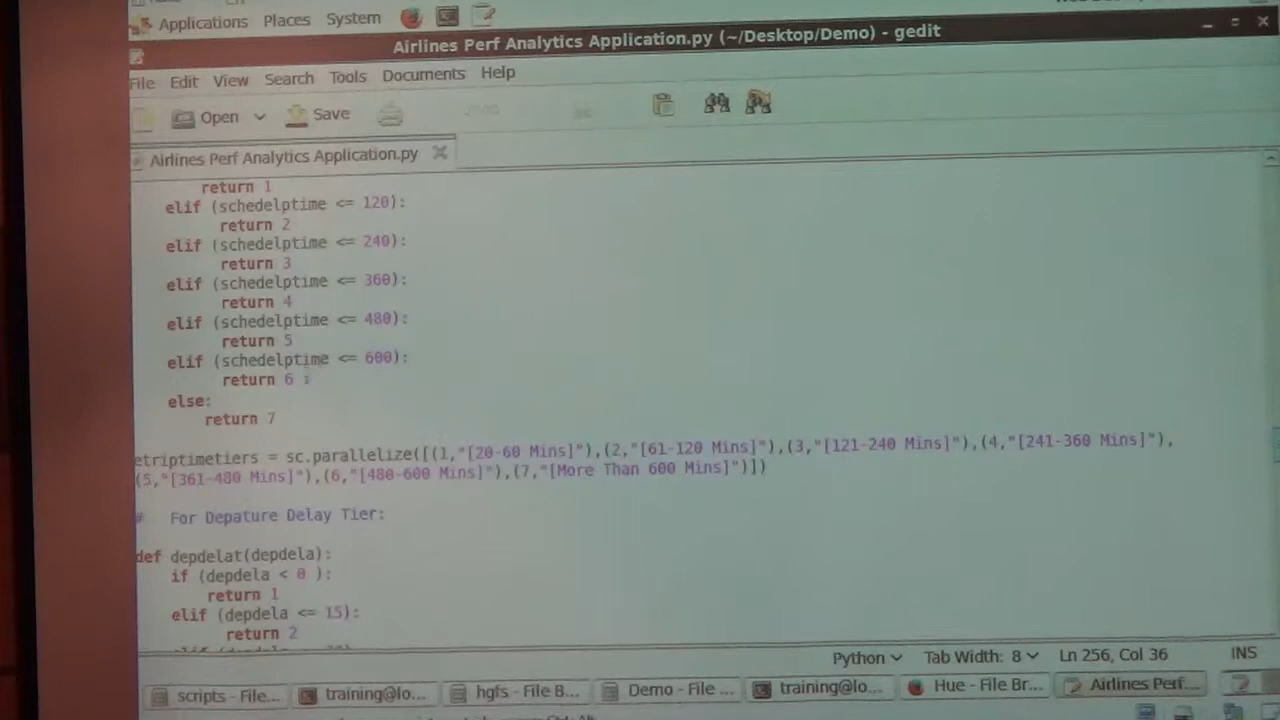 Applications Places System
Airlines Perf Analytics Application.py (~/Desktop/Demo) - gedit
File Edit View Search Tools Documents Help
Open Save
Airlines Perf Analytics Application.py
return 1
elif (schedelptime <= 120):
return 2
elif (schedelptime <= 240):
return 3
elif (schedelptime <= 360):
return 4
elif (schedelptime <= 480):
return 5
elif (schedelptime <= 600):
return 6
else:
return 7
etriptimetiers = sc.parallelize([(1,"[20-60 Mins]"),(2,"[61-120 Mins]"),(3,"[121-240 Mins]"),(4,"[241-360 Mins]"),
(5,"[361-480 Mins]"),(6,"[480-600 Mins]"),(7,"[More Than 600 Mins]")])
# For Depature Delay Tier:
def depdelat(depdela):
if (depdela < 0 ):
return 1
elif (depdela <= 15):
return 2
Python Tab Width: 8 Ln 256, Col 36 INS
scripts - File... training@lo... hgfs - File B... Demo - File ... training@lo... Hue - File Br... Airlines Perf...